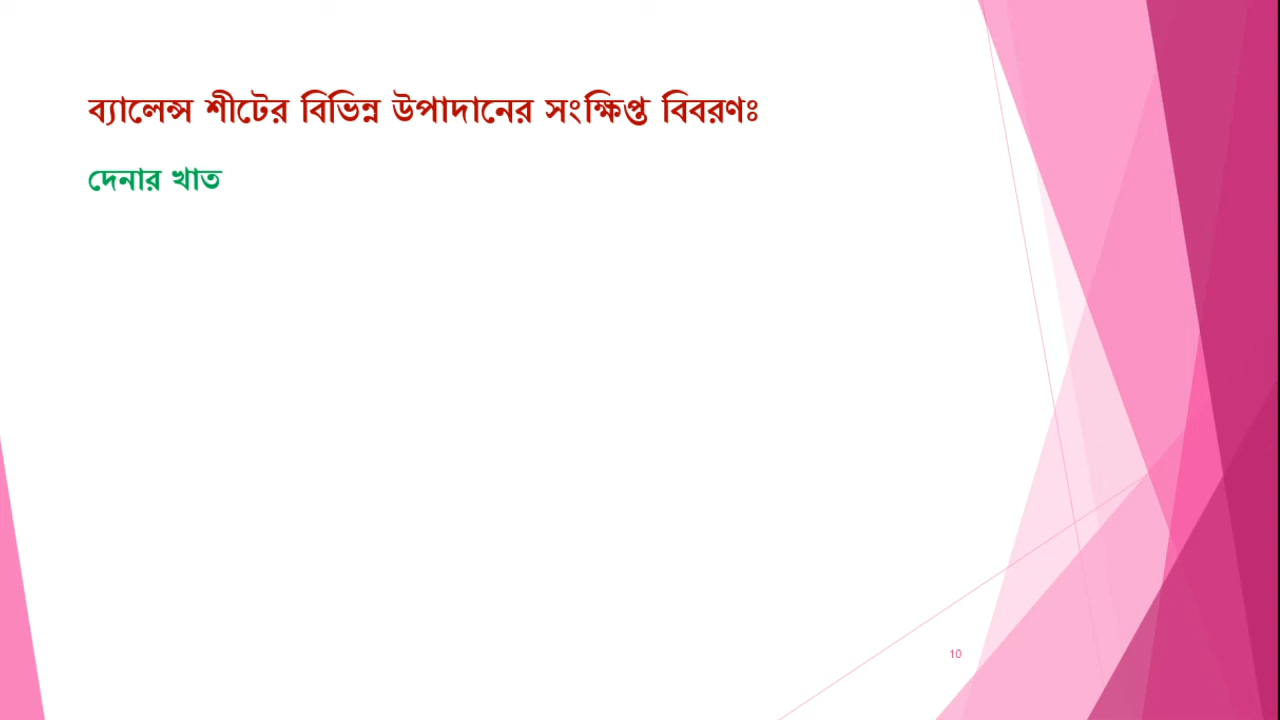 ব্যালেন্স শীটের বিভিন্ন উপাদানের সংক্ষিপ্ত বিবরণঃ
দেনার খাত
10